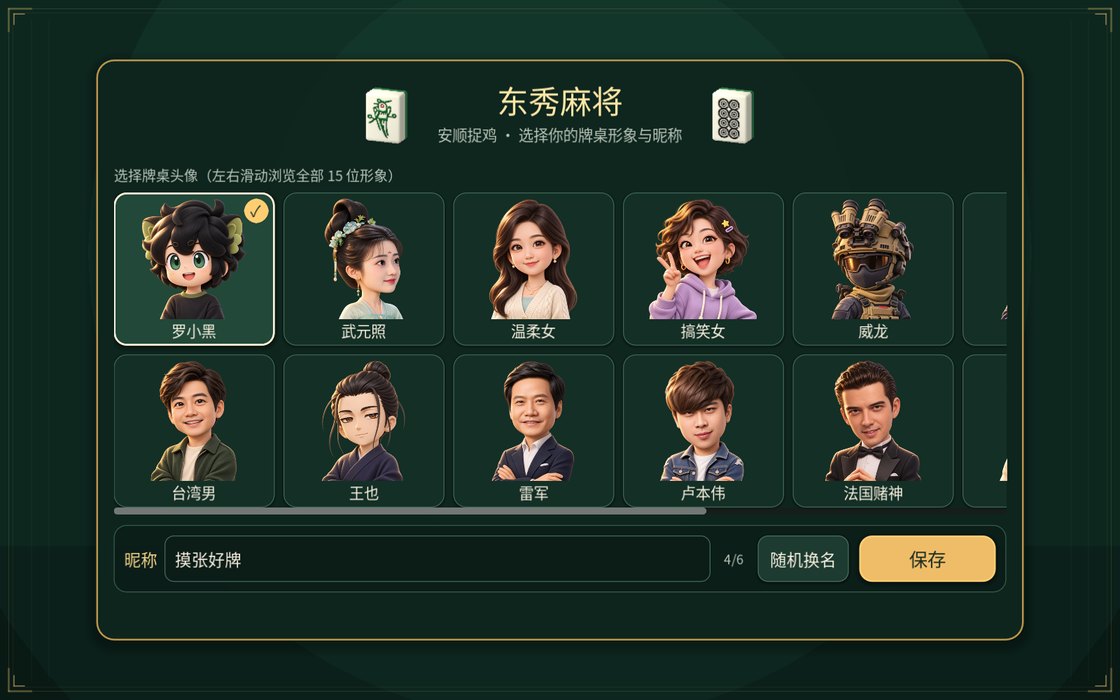 东秀麻将
安顺捉鸡 · 选择你的牌桌形象与昵称
选择牌桌头像（左右滑动浏览全部 15 位形象）
✓
罗小黑
武元照
温柔女
搞笑女
威龙
台湾男
王也
雷军
卢本伟
法国赌神
昵称
摸张好牌
4/6
随机换名
保存